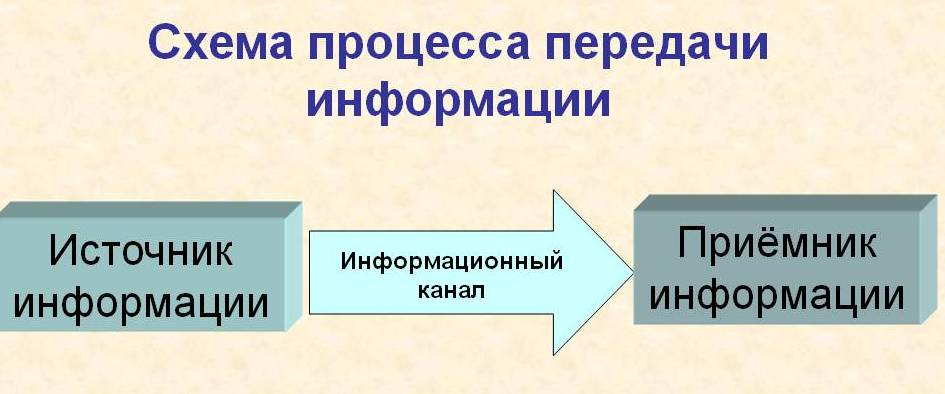 Схема процесса передачи
информации
Источник
информации
Информационный
канал
Приёмник
информации